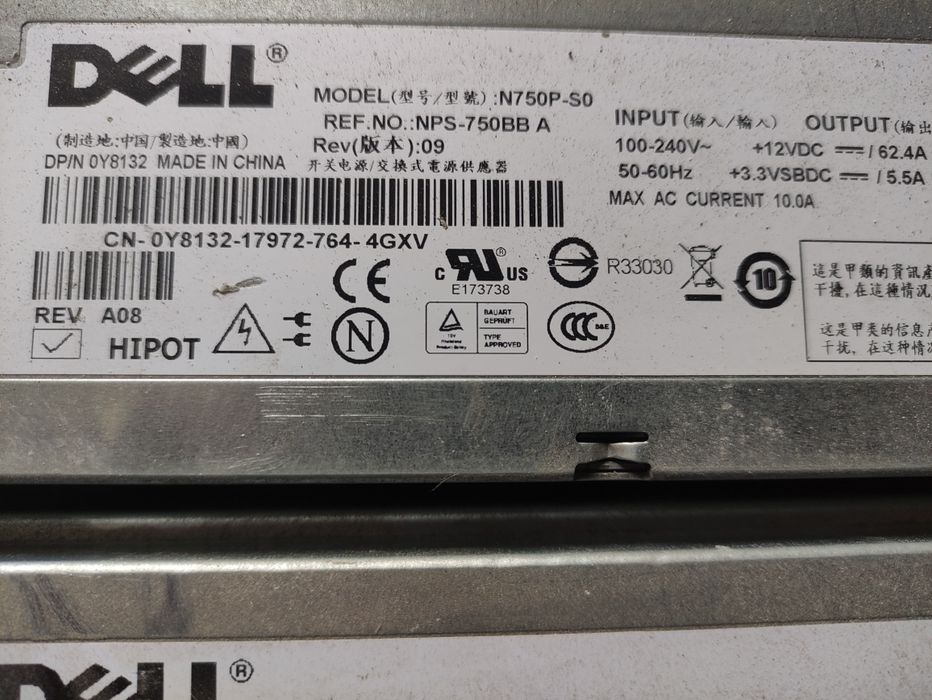 DELL®
MODEL(型号/型號):N750P-S0
REF.NO.:NPS-750BB A
Rev(版本):09
开关电源/交換式電源供應器
(制造地:中国/製造地:中國)
DP/N 0Y8132 MADE IN CHINA
INPUT(输入/輸入)
100-240V~
50-60Hz
OUTPUT(输出
+12VDC ⎓/62.4A
+3.3VSBDC ⎓/5.5A
MAX AC CURRENT 10.0A
CN-0Y8132-17972-764-4GXV
REV A08
HIPOT
CE
c RU® US
E173738
N
BAUART
GEPRÜFT
TYPE
APPROVED
R33030
CCC S&E
10
這是甲類的資訊產
干擾,在這種情況
这是甲类的信息产
干扰,在这种情况
DELL®